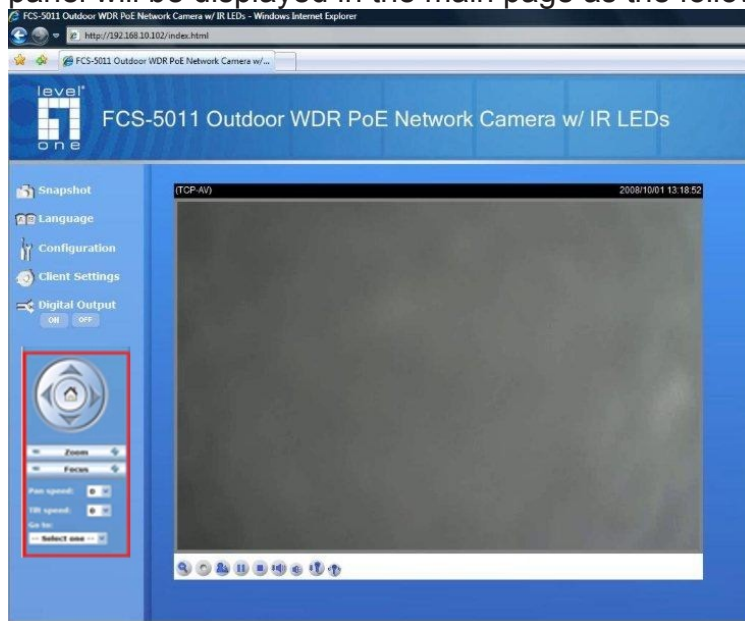 panel will be displayed in the main page as the follow
FCS-5011 Outdoor WDR PoE Network Camera w/ IR LEDs - Windows Internet Explorer
http://192.168.10.102/index.html
FCS-5011 Outdoor WDR PoE Network Camera w/...
level
one
FCS-5011 Outdoor WDR PoE Network Camera w/ IR LEDs
Snapshot
Language
Configuration
Client Settings
Digital Output
ON OFF
(TCP-AV) 2008/10/01 13:18:52
Zoom
Focus
Pan speed: 0
Tilt speed: 0
Go to:
-- Select one --